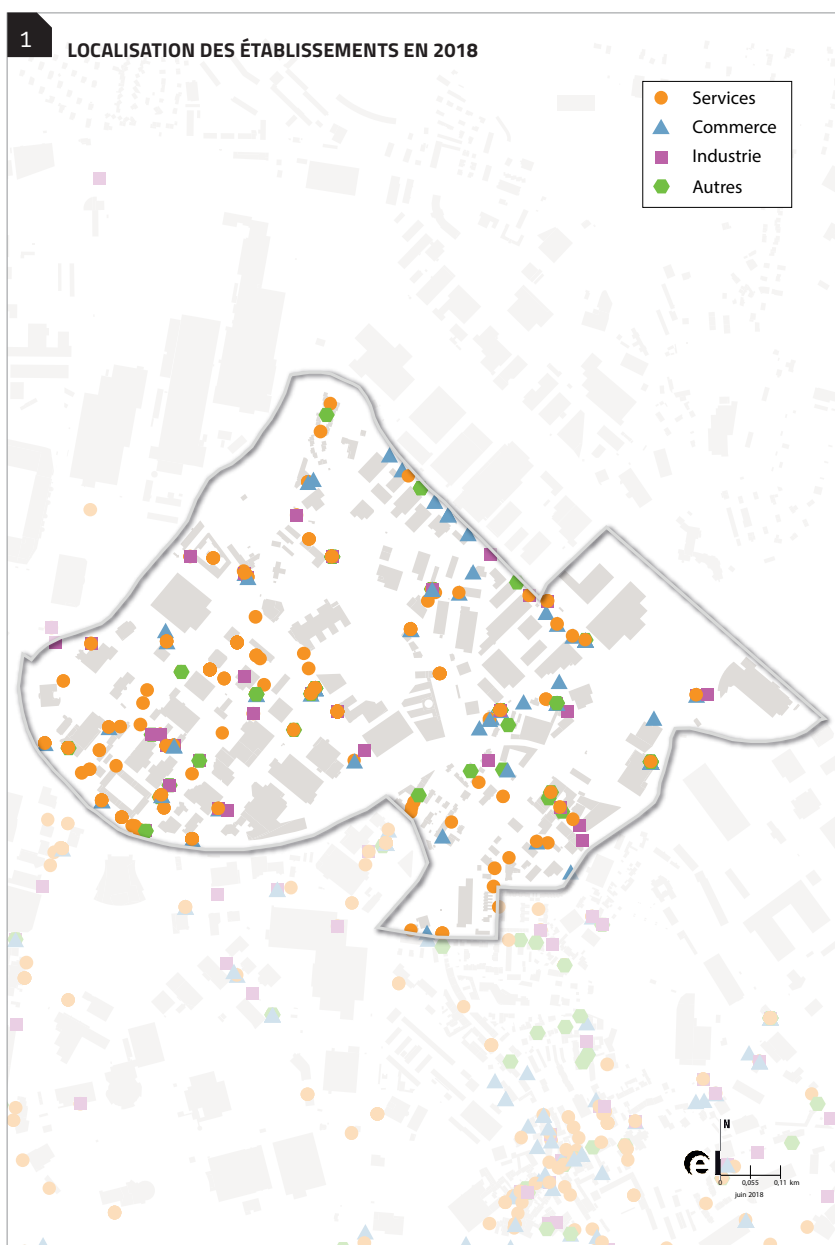 1
LOCALISATION DES ÉTABLISSEMENTS EN 2018
Services
Commerce
Industrie
Autres
N
0 0,055 0,11 km
juin 2018